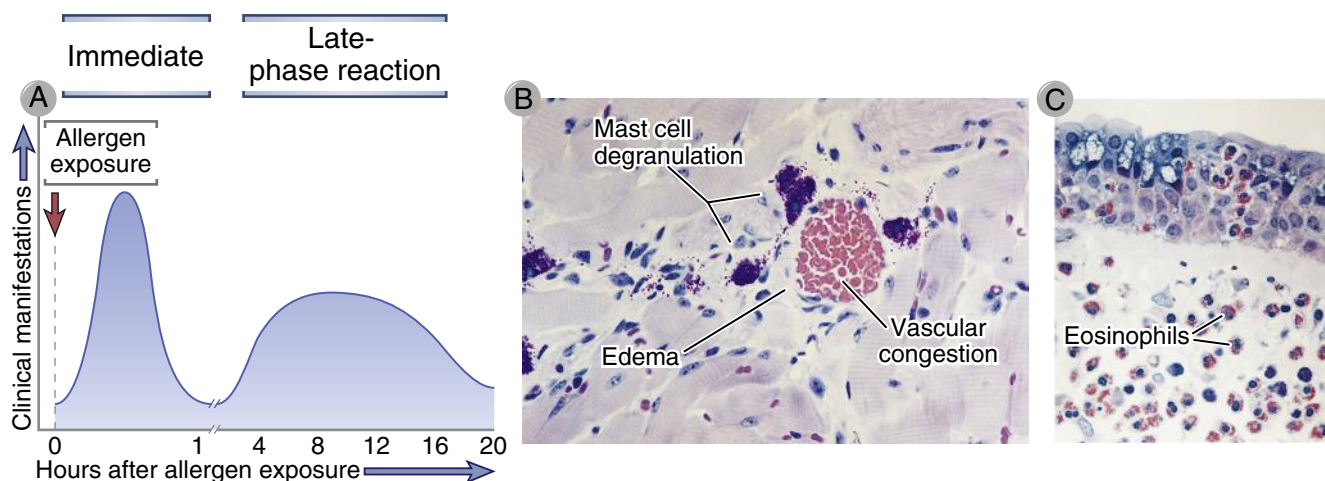 Immediate
Late-
phase reaction
A
Allergen
exposure
Clinical manifestations
0 1 4 8 12 16 20
Hours after allergen exposure
B
Mast cell
degranulation
Edema
Vascular
congestion
C
Eosinophils